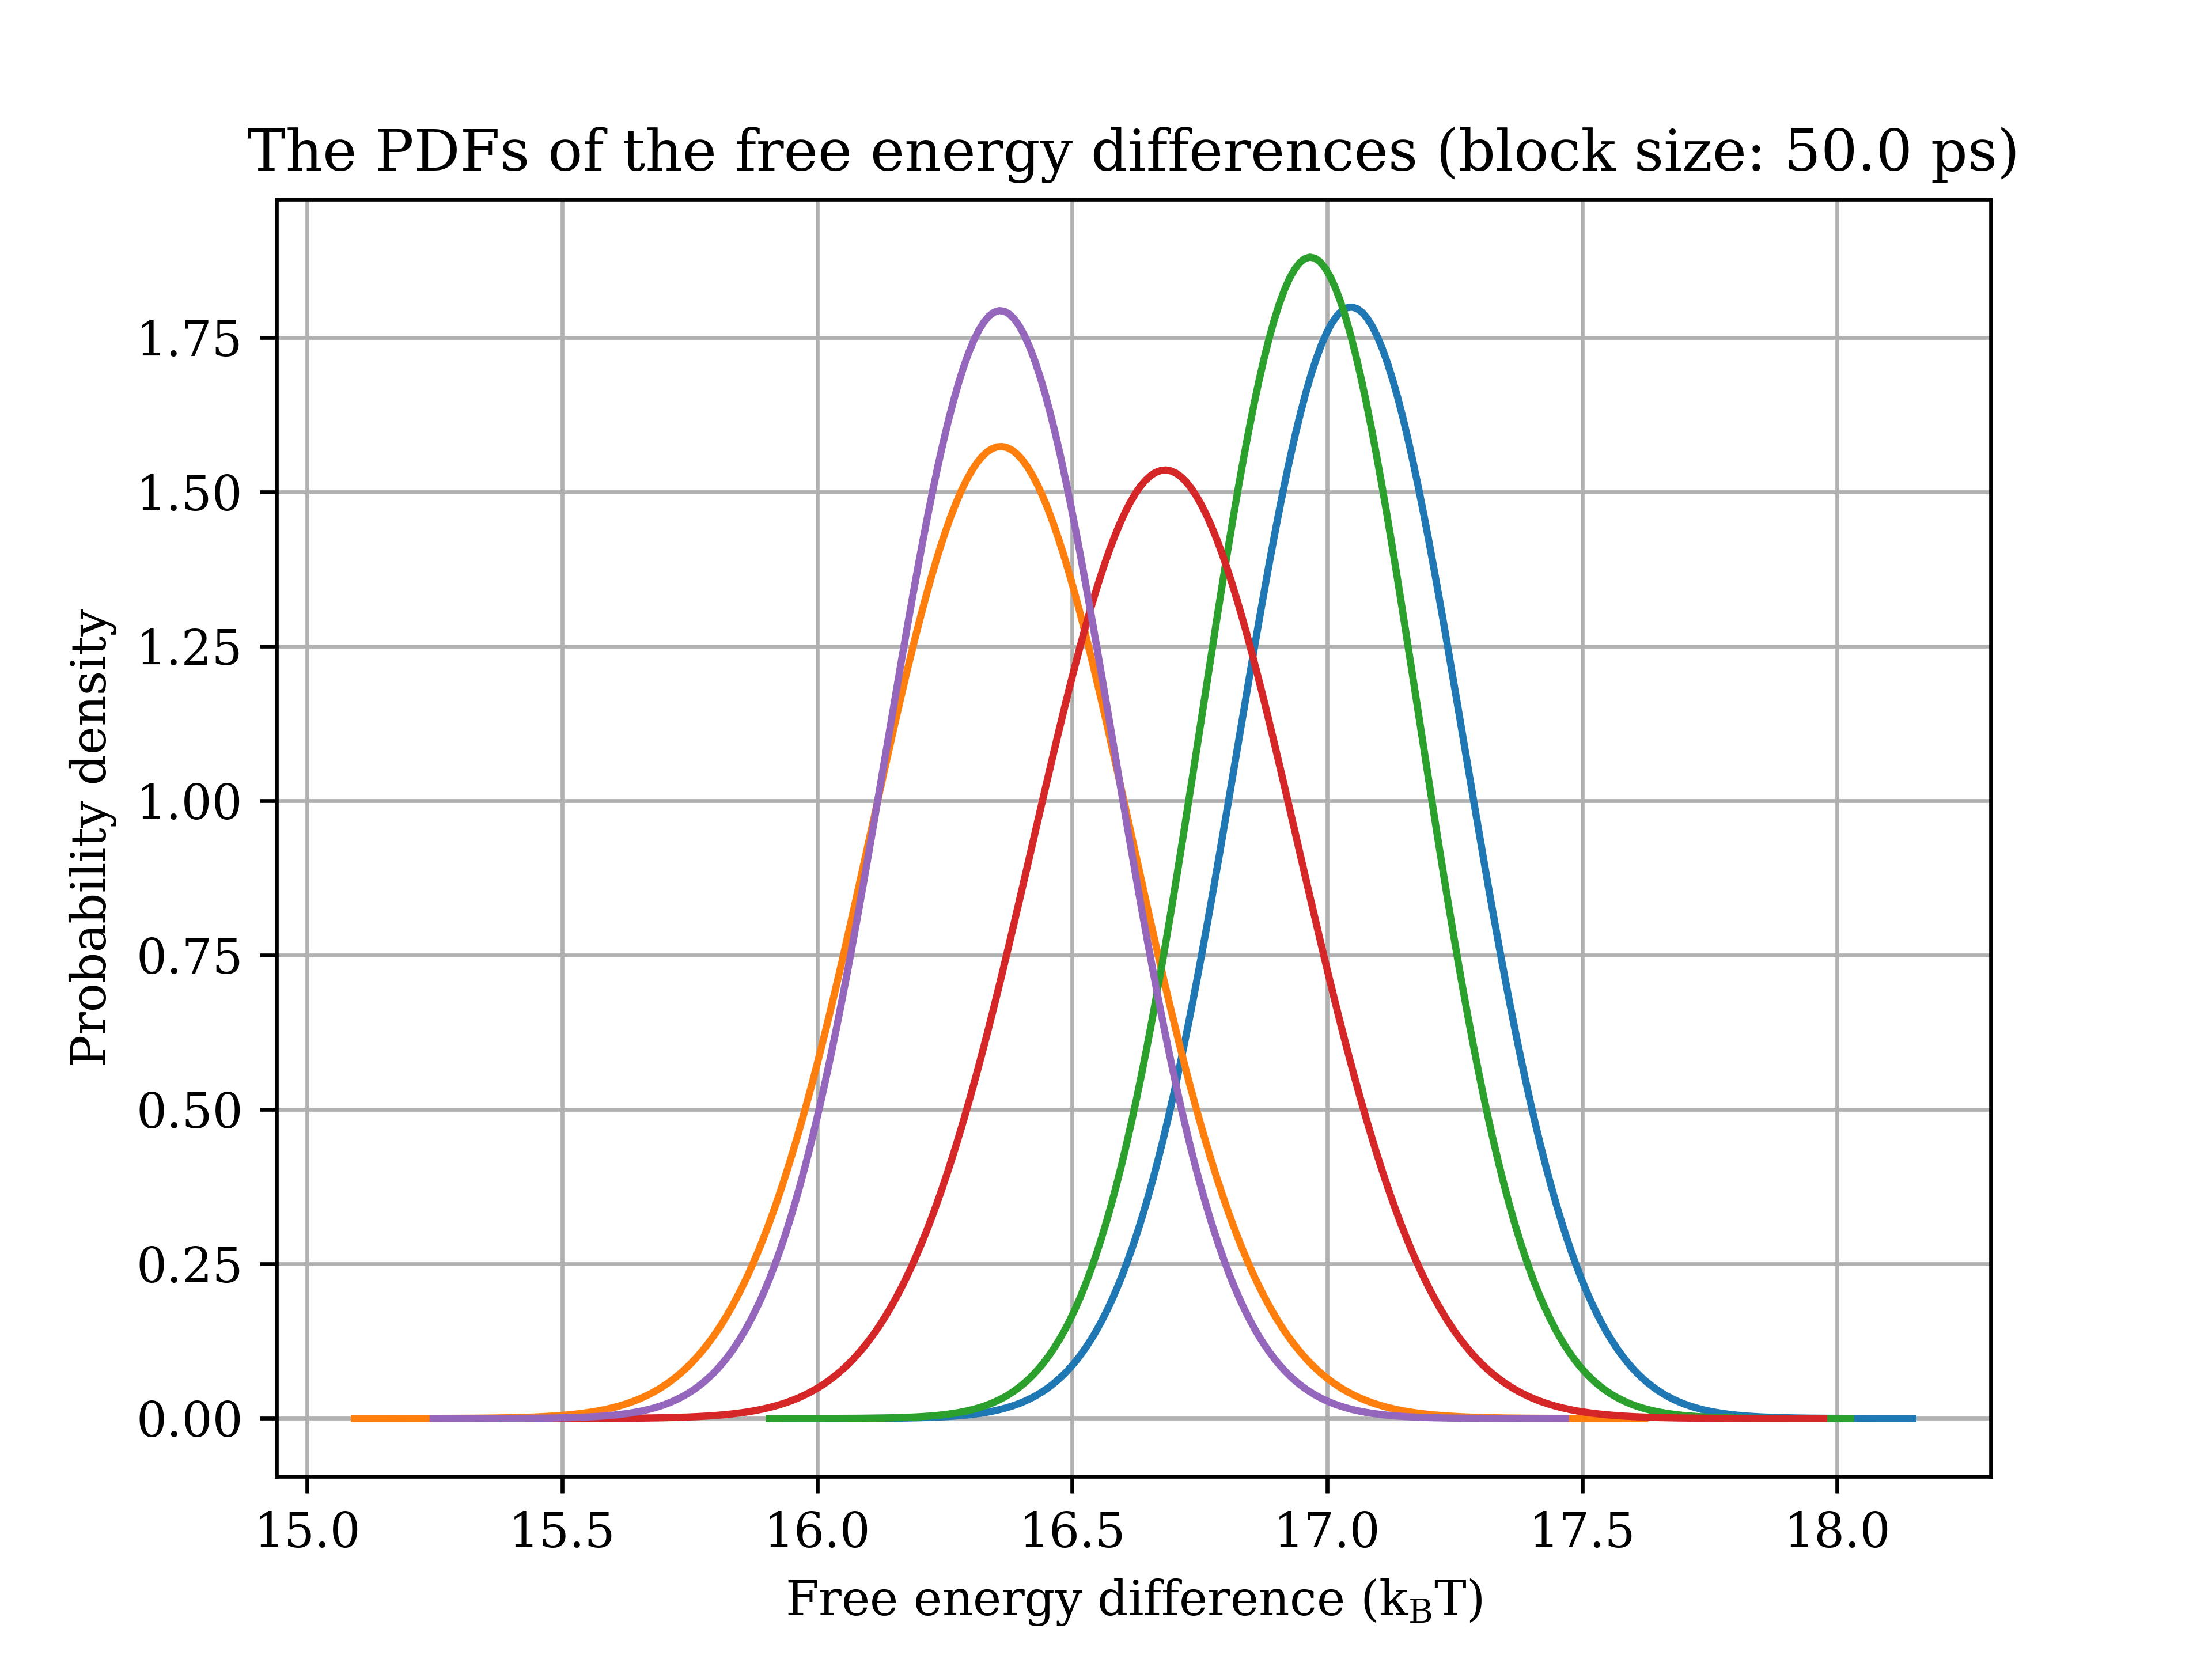 The PDFs of the free energy differences (block size: 50.0 ps)
1.75
1.50
1.25
1.00
0.75
0.50
0.25
0.00
Probability density
15.0 15.5 16.0 16.5 17.0 17.5 18.0
Free energy difference (k_BT)